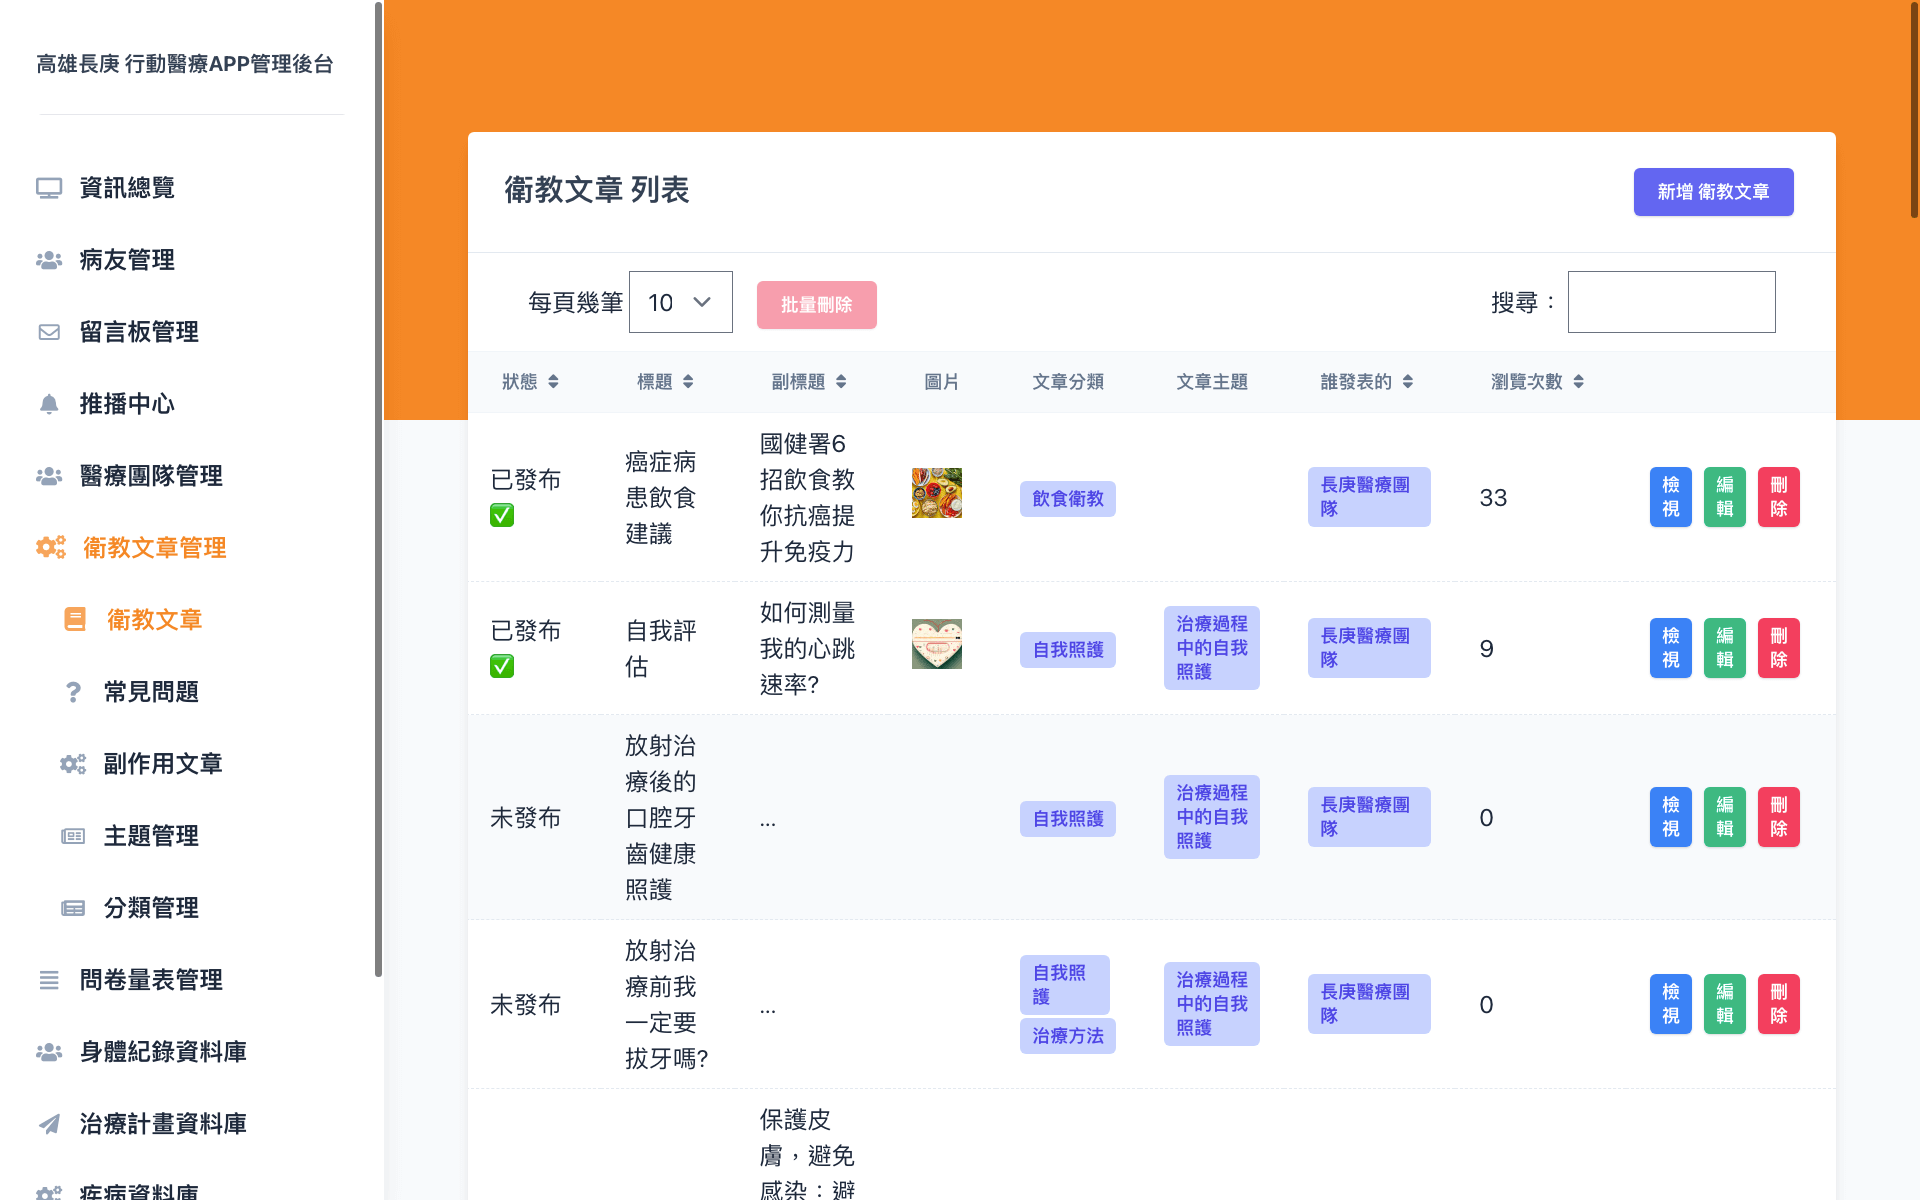 高雄長庚 行動醫療APP管理後台
資訊總覽
病友管理
留言板管理
推播中心
醫療團隊管理
衛教文章管理
衛教文章
常見問題
副作用文章
主題管理
分類管理
問卷量表管理
身體紀錄資料庫
治療計畫資料庫
疾病資料庫
衛教文章 列表
新增 衛教文章
每頁幾筆
10
批量刪除
搜尋：
狀態
標題
副標題
圖片
文章分類
文章主題
誰發表的
瀏覽次數
已發布
癌症病
患飲食
建議
國健署6
招飲食教
你抗癌提
升免疫力
飲食衛教
長庚醫療團
隊
33
檢
視
編
輯
刪
除
已發布
自我評
估
如何測量
我的心跳
速率?
自我照護
治療過程
中的自我
照護
長庚醫療團
隊
9
檢
視
編
輯
刪
除
未發布
放射治
療後的
口腔牙
齒健康
照護
...
自我照護
治療過程
中的自我
照護
長庚醫療團
隊
0
檢
視
編
輯
刪
除
未發布
放射治
療前我
一定要
拔牙嗎?
...
自我照
護
治療方法
治療過程
中的自我
照護
長庚醫療團
隊
0
檢
視
編
輯
刪
除
保護皮
膚，避免
感染：避